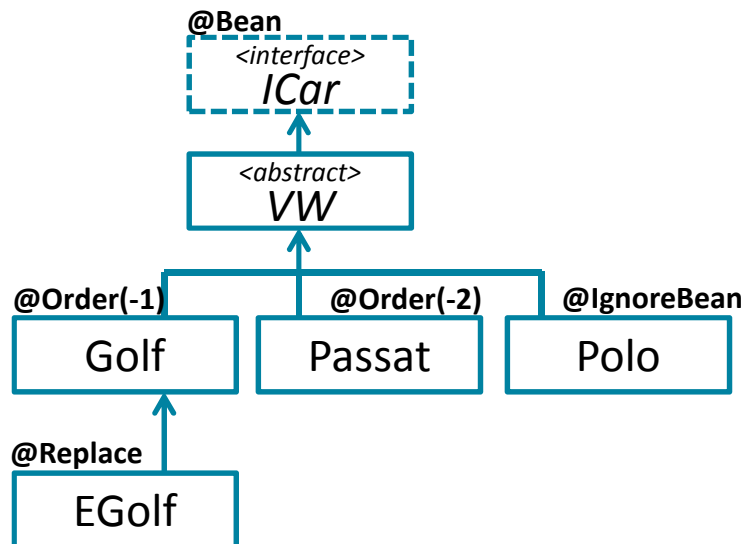 @Bean
<interface>
ICar
<abstract>
VW
@Order(-1)
@Order(-2)
@IgnoreBean
Golf
Passat
Polo
@Replace
EGolf